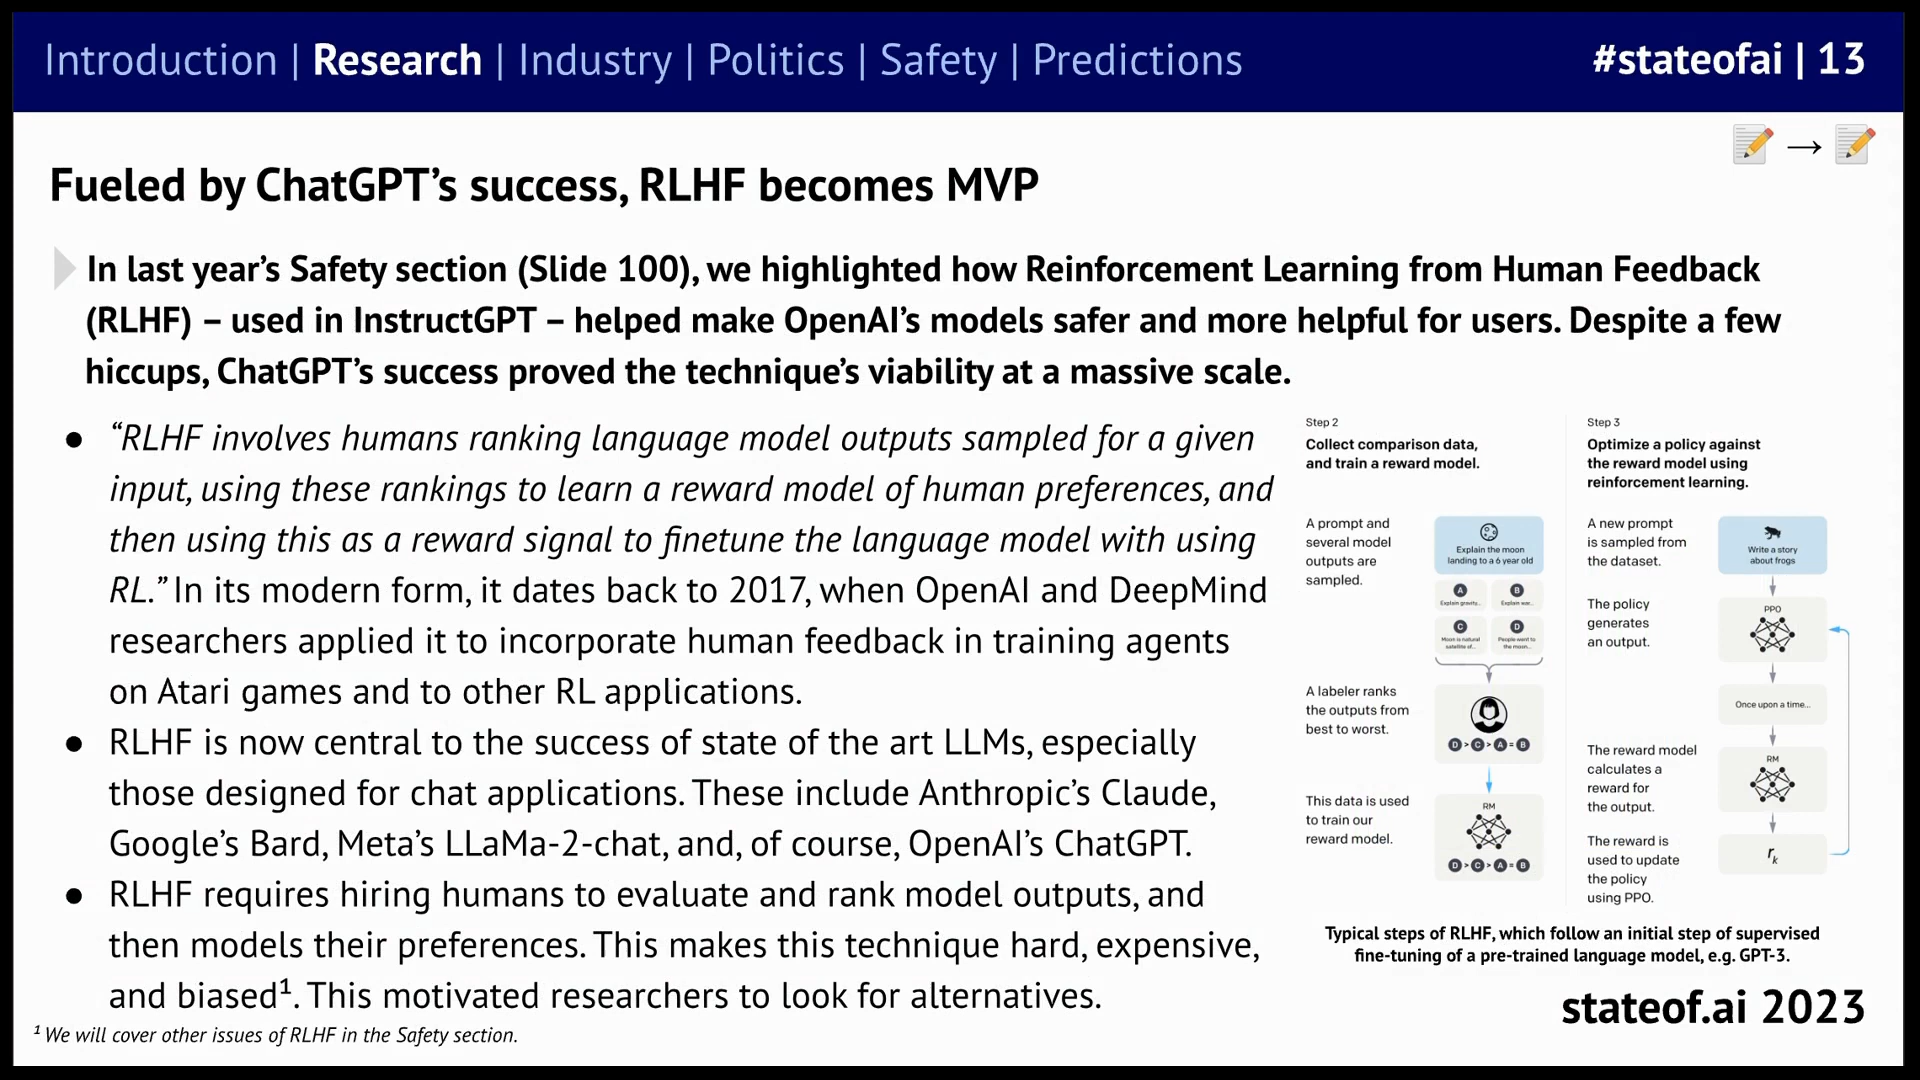 Introduction | Research | Industry | Politics | Safety | Predictions
#stateofai | 13
Fueled by ChatGPT’s success, RLHF becomes MVP
In last year’s Safety section (Slide 100), we highlighted how Reinforcement Learning from Human Feedback
(RLHF) – used in InstructGPT – helped make OpenAI’s models safer and more helpful for users. Despite a few
hiccups, ChatGPT’s success proved the technique’s viability at a massive scale.
● “RLHF involves humans ranking language model outputs sampled for a given
input, using these rankings to learn a reward model of human preferences, and
then using this as a reward signal to finetune the language model with using
RL.” In its modern form, it dates back to 2017, when OpenAI and DeepMind
researchers applied it to incorporate human feedback in training agents
on Atari games and to other RL applications.
● RLHF is now central to the success of state of the art LLMs, especially
those designed for chat applications. These include Anthropic’s Claude,
Google’s Bard, Meta’s LLaMa-2-chat, and, of course, OpenAI’s ChatGPT.
● RLHF requires hiring humans to evaluate and rank model outputs, and
then models their preferences. This makes this technique hard, expensive,
and biased¹. This motivated researchers to look for alternatives.
¹ We will cover other issues of RLHF in the Safety section.
Step 2
Collect comparison data,
and train a reward model.
A prompt and
several model
outputs are
sampled.
Explain the moon
landing to a 6 year old
A
Explain gravity...
B
Explain war...
C
Moon is natural
satellite of...
D
People went to
the moon...
A labeler ranks
the outputs from
best to worst.
D > C > A = B
This data is used
to train our
reward model.
RM
D > C > A = B
Step 3
Optimize a policy against
the reward model using
reinforcement learning.
A new prompt
is sampled from
the dataset.
Write a story
about frogs
The policy
generates
an output.
PPO
Once upon a time...
The reward model
calculates a
reward for
the output.
RM
The reward is
used to update
the policy
using PPO.
rk
Typical steps of RLHF, which follow an initial step of supervised
fine-tuning of a pre-trained language model, e.g. GPT-3.
stateof.ai 2023